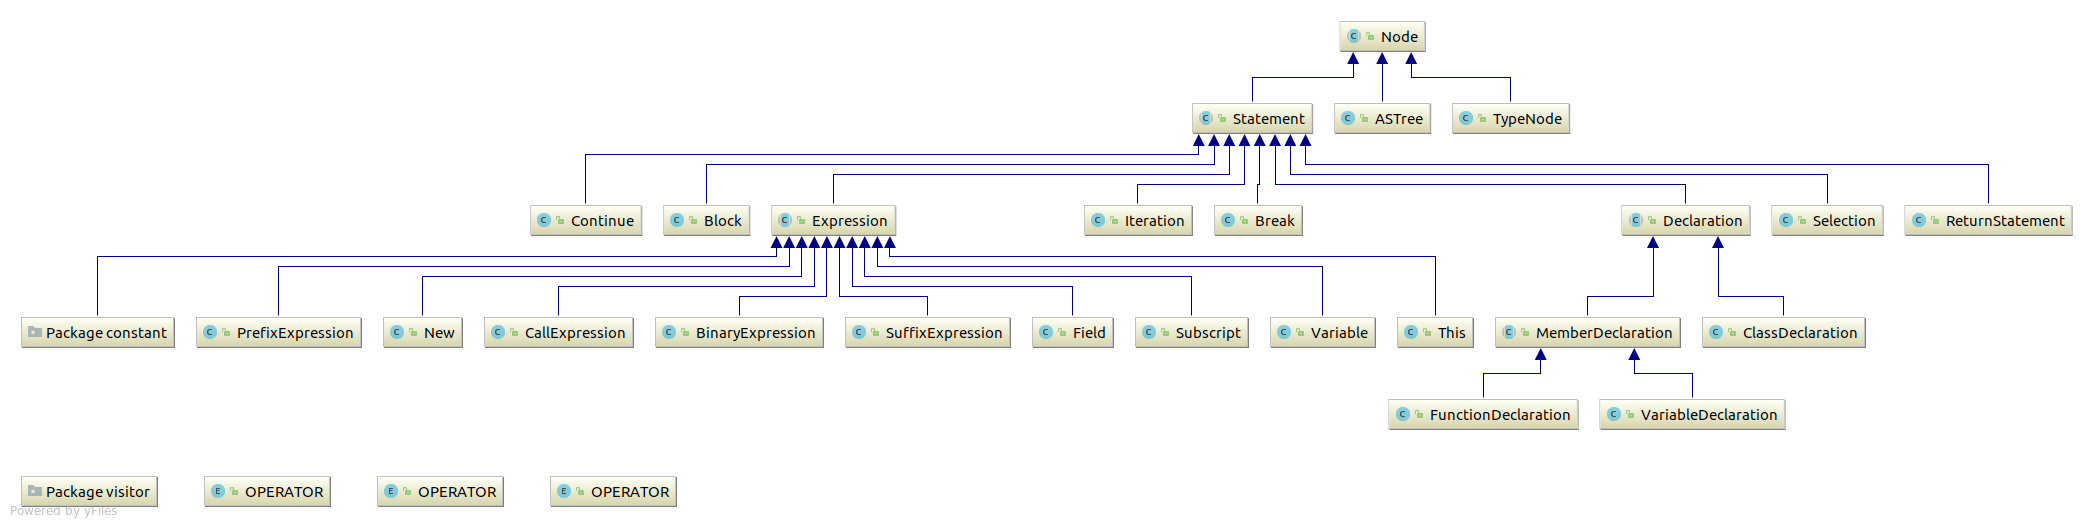 Node
Statement
ASTree
TypeNode
Continue
Block
Expression
Iteration
Break
Declaration
Selection
ReturnStatement
Package constant
PrefixExpression
New
CallExpression
BinaryExpression
SuffixExpression
Field
Subscript
Variable
This
MemberDeclaration
ClassDeclaration
FunctionDeclaration
VariableDeclaration
Package visitor
OPERATOR
OPERATOR
OPERATOR
Powered by yFiles